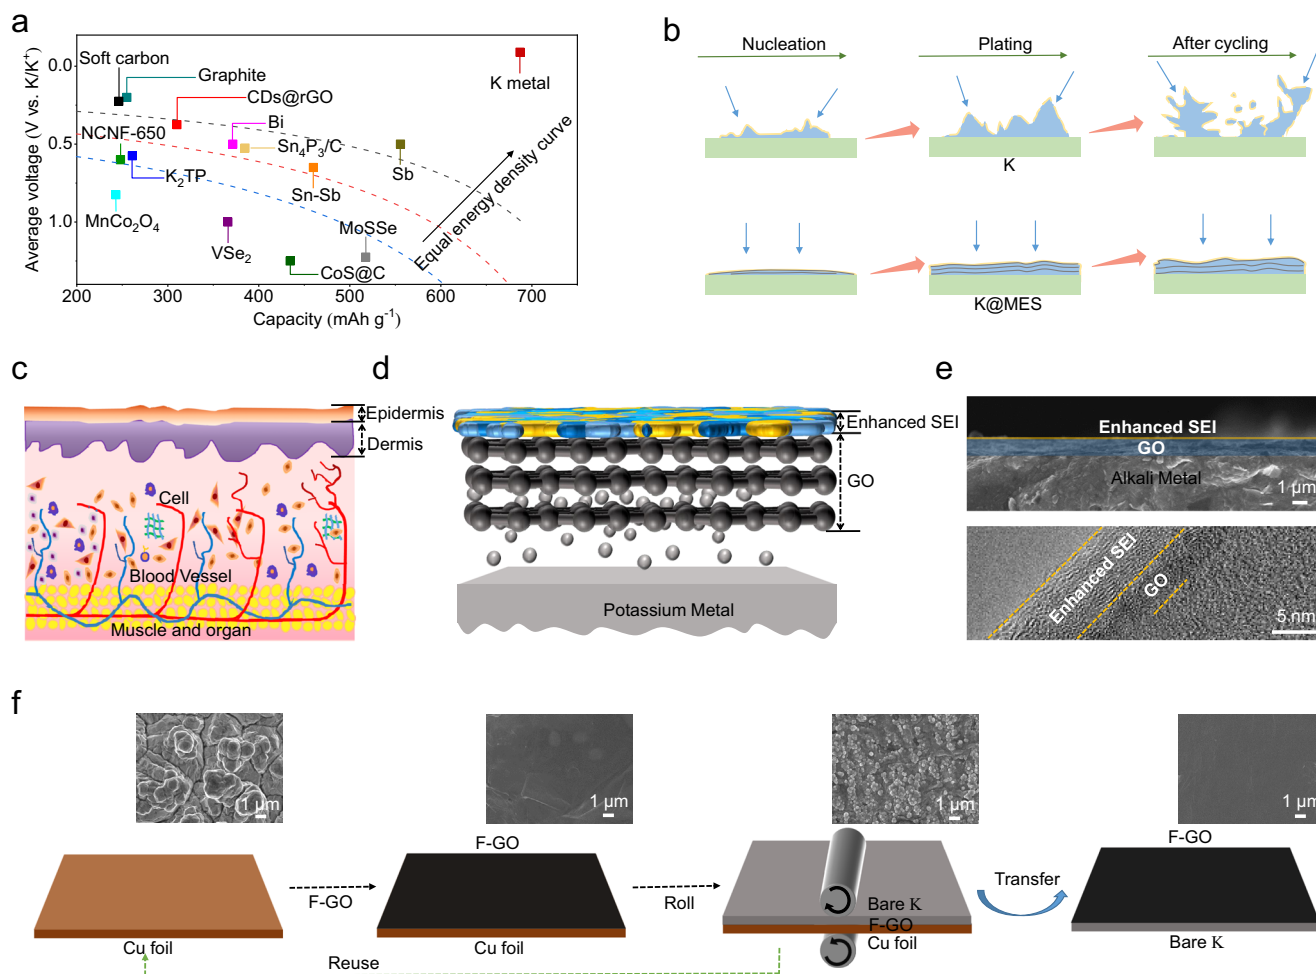 a
Average voltage (V vs. K/K⁺)
0.0
0.5
1.0
Soft carbon
Graphite
K metal
CDs@rGO
NCNF-650
Bi
Sn₄P₃/C
K₂TP
Sn-Sb
Sb
MnCo₂O₄
VSe₂
MoSSe
CoS@C
Equal energy density curve
200 300 400 500 600 700
Capacity (mAh g⁻¹)
b
Nucleation Plating After cycling
K
K@MES
c
Epidermis
Dermis
Cell
Blood Vessel
Muscle and organ
d
Enhanced SEI
GO
Potassium Metal
e
Enhanced SEI
GO
Alkali Metal
1 μm
Enhanced SEI
GO
5 nm
f
1 μm
1 μm
1 μm
1 μm
F-GO
F-GO
F-GO
Roll
Transfer
Bare K
F-GO
Cu foil
Cu foil
Cu foil
Bare K
Reuse